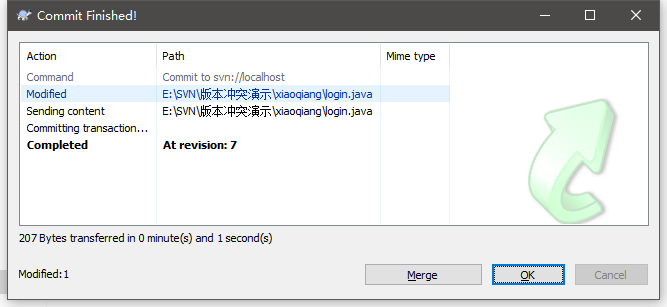 Commit Finished!
Action Path Mime type
Command Commit to svn://localhost
Modified E:\SVN\版本冲突演示\xiaoqiang\login.java
Sending content E:\SVN\版本冲突演示\xiaoqiang\login.java
Committing transaction...
Completed At revision: 7
207 Bytes transferred in 0 minute(s) and 1 second(s)
Modified:1 Merge OK Cancel